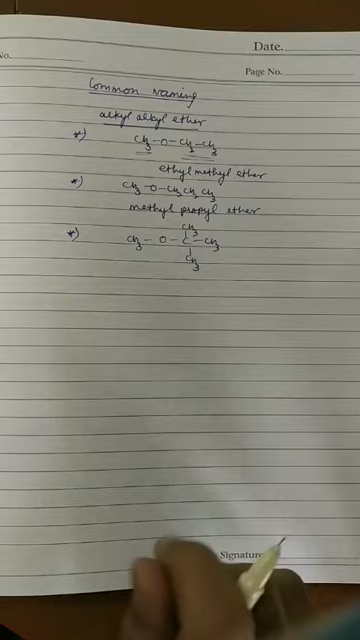 No.
Date.
Page No.
Common Naming
alkyl alkyl ether
*) CH3-O-CH2-CH3
ethyl methyl ether
*) CH3-O-CH2CH2CH3
methyl propyl ether
CH3
*) CH3-O-C-CH3
CH3
Signature